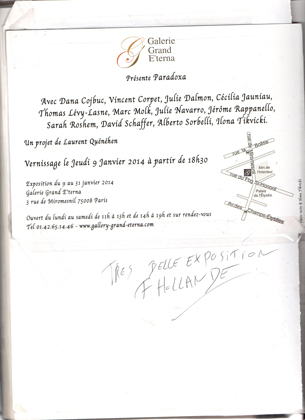 Galerie
Grand
E'terna
Présente Paradoxa
Avec Dana Cojbuc, Vincent Corpet, Julie Dalmon, Cécilia Jauniau,
Thomas Lévy-Lasne, Marc Molk, Julie Navarro, Jérôme Rappanello,
Sarah Roshem, David Schaffer, Alberto Sorbelli, Ilona Tikvicki.
Un projet de Laurent Quénéhen
Vernissage le Jeudi 9 Janvier 2014 à partir de 18h30
Exposition du 9 au 31 janvier 2014
Galerie Grand E'terna
3 rue de Miromesnil 75008 Paris
Ouvert du lundi au samedi de 11h à 13h et de 14h à 19h et sur rendez-vous
Tel 01.42.65.14.46 - www.gallery-grand-eterna.com
TRES BELLE EXPOSITION
F HOLLANDE